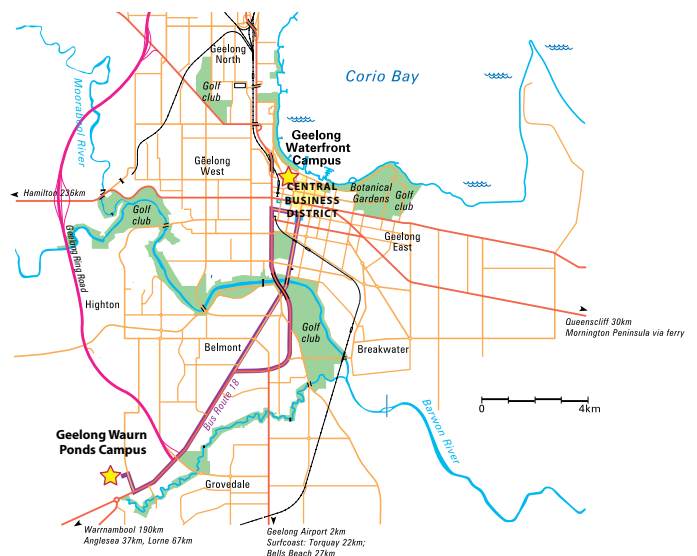 Geelong
North
Corio Bay
Golf
club
Moorabool River
Geelong
Waterfront
Campus
Geelong
West
Hamilton 236km
CENTRAL
BUSINESS
DISTRICT
Botanical
Gardens
Golf
club
Golf
club
Geelong
East
Geelong Ring Road
Highton
Queenscliff 30km
Mornington Peninsula via ferry
Golf
club
Belmont
Breakwater
Bus Route 18
0
4km
Barwon River
Geelong Waurn
Ponds Campus
Grovedale
Warrnambool 190km
Anglesea 37km, Lorne 67km
Geelong Airport 2km
Surfcoast: Torquay 22km;
Bells Beach 27km